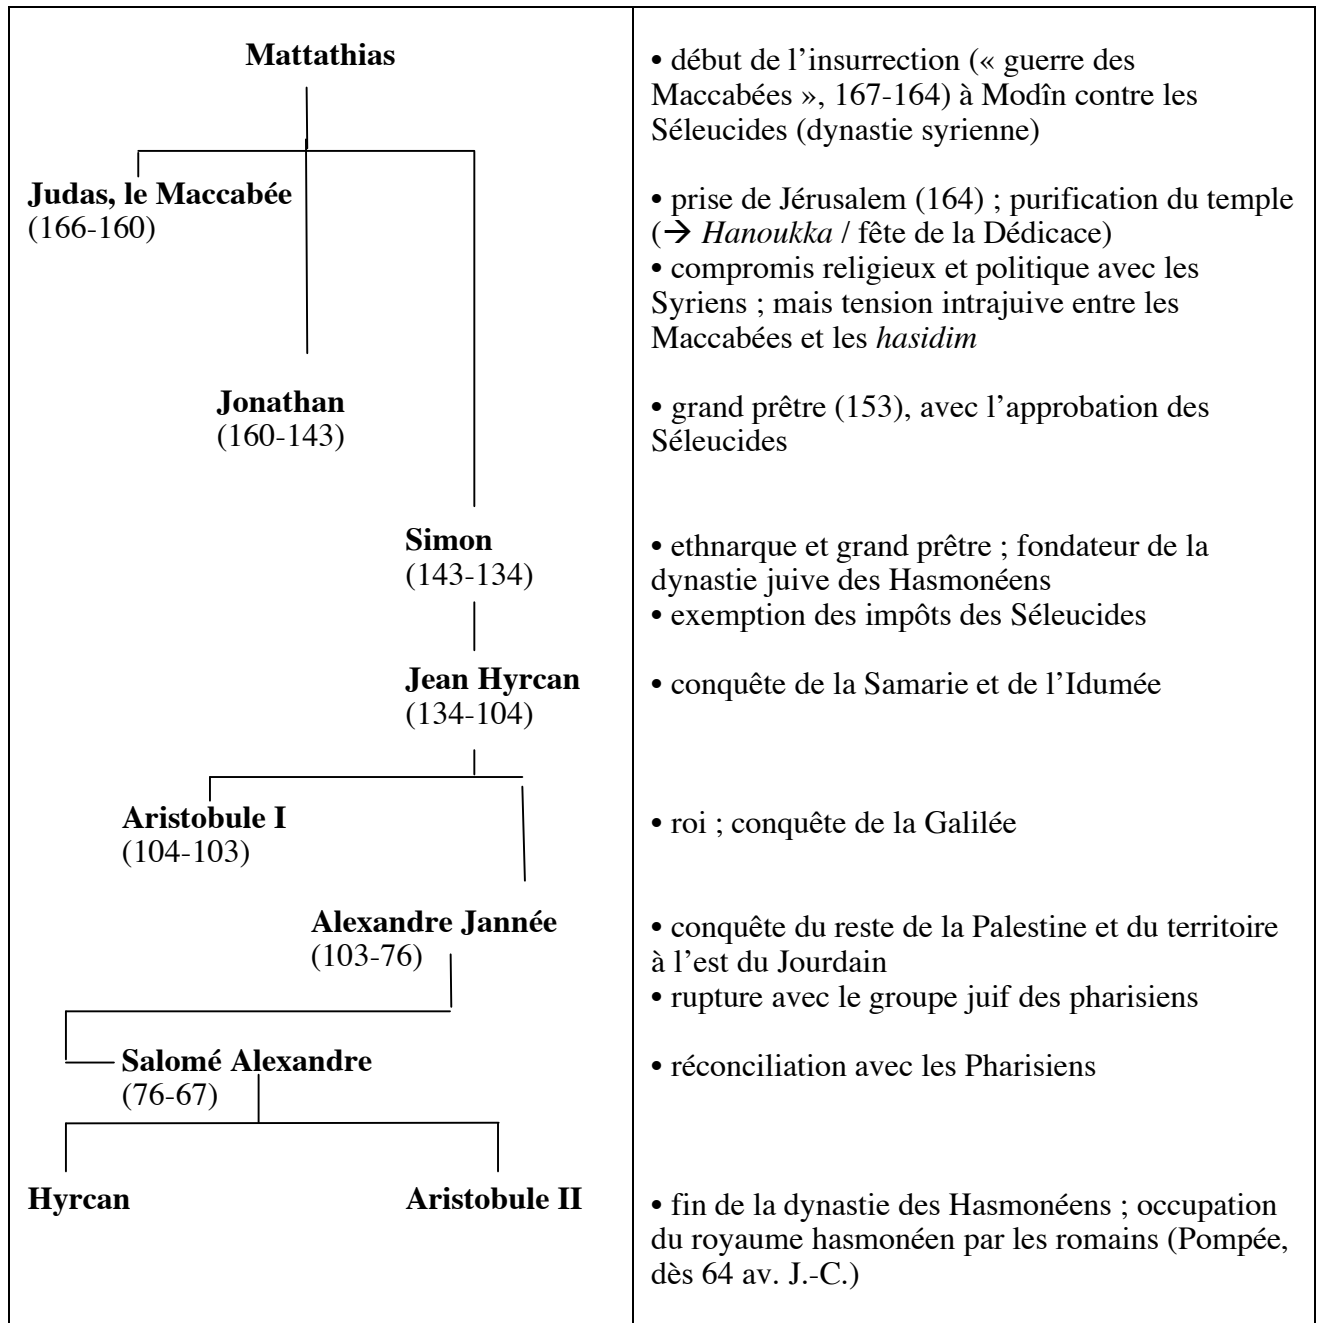 Mattathias
• début de l’insurrection (« guerre des
Maccabées », 167-164) à Modîn contre les
Séleucides (dynastie syrienne)
Judas, le Maccabée
(166-160)
• prise de Jérusalem (164) ; purification du temple
(→ Hanoukka / fête de la Dédicace)
• compromis religieux et politique avec les
Syriens ; mais tension intrajuive entre les
Maccabées et les hasidim
Jonathan
(160-143)
• grand prêtre (153), avec l’approbation des
Séleucides
Simon
(143-134)
• ethnarque et grand prêtre ; fondateur de la
dynastie juive des Hasmonéens
• exemption des impôts des Séleucides
Jean Hyrcan
(134-104)
• conquête de la Samarie et de l’Idumée
Aristobule I
(104-103)
• roi ; conquête de la Galilée
Alexandre Jannée
(103-76)
• conquête du reste de la Palestine et du territoire
à l’est du Jourdain
• rupture avec le groupe juif des pharisiens
Salomé Alexandre
(76-67)
• réconciliation avec les Pharisiens
Hyrcan
Aristobule II
• fin de la dynastie des Hasmonéens ; occupation
du royaume hasmonéen par les romains (Pompée,
dès 64 av. J.-C.)